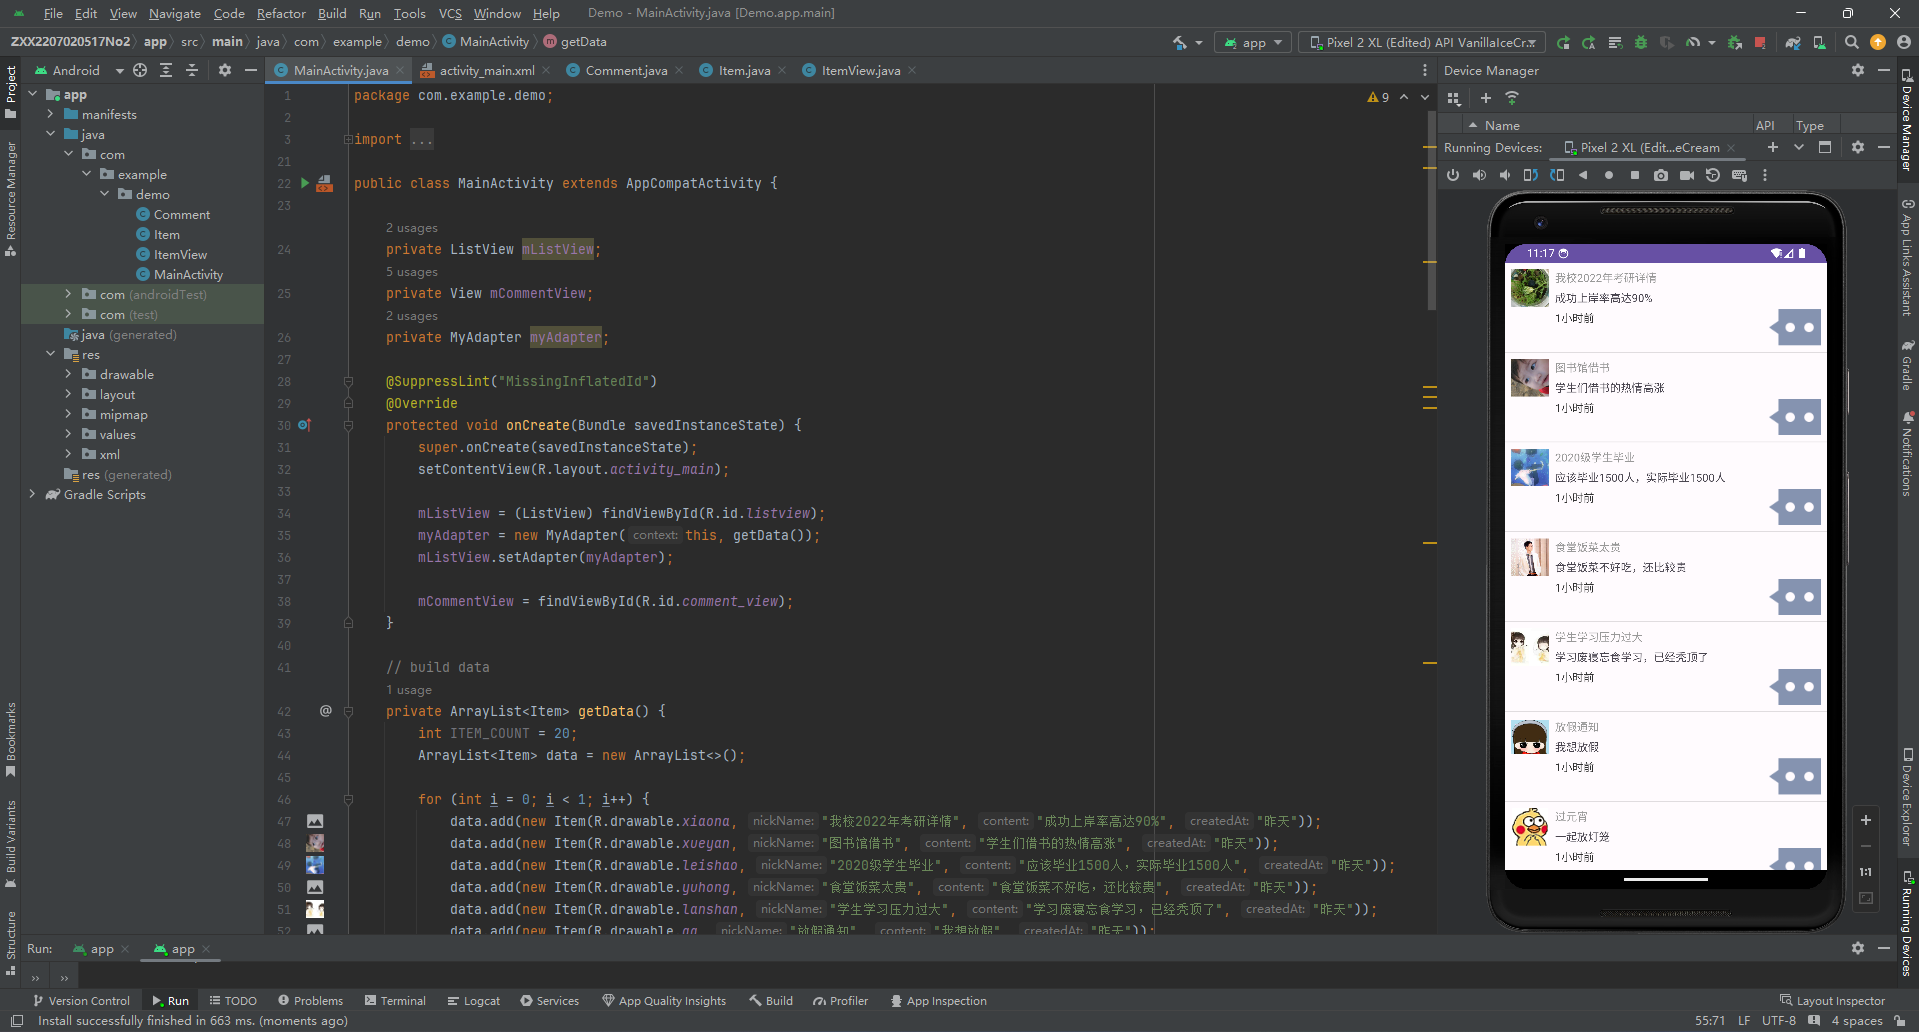 File Edit View Navigate Code Refactor Build Run Tools VCS Window Help Demo - MainActivity.java [Demo.app.main]
ZXX2207020517No2 app src main java com example demo MainActivity getData app Pixel 2 XL (Edited) API VanillaIceCr...
Android
MainActivity.java activity_main.xml Comment.java Item.java ItemView.java
Project
Resource Manager
Bookmarks
Build Variants
Structure
app
manifests
java
com
example
demo
Comment
Item
ItemView
MainActivity
com (androidTest)
com (test)
java (generated)
res
drawable
layout
mipmap
values
xml
res (generated)
Gradle Scripts
9
1 package com.example.demo;
2
3 import ...
21
22 public class MainActivity extends AppCompatActivity {
23
2 usages
24 private ListView mListView;
5 usages
25 private View mCommentView;
2 usages
26 private MyAdapter myAdapter;
27
28 @SuppressLint("MissingInflatedId")
29 @Override
30 protected void onCreate(Bundle savedInstanceState) {
31 super.onCreate(savedInstanceState);
32 setContentView(R.layout.activity_main);
33
34 mListView = (ListView) findViewById(R.id.listview);
35 myAdapter = new MyAdapter( context: this, getData());
36 mListView.setAdapter(myAdapter);
37
38 mCommentView = findViewById(R.id.comment_view);
39 }
40
41 // build data
1 usage
42 @ private ArrayList<Item> getData() {
43 int ITEM_COUNT = 20;
44 ArrayList<Item> data = new ArrayList<>();
45
46 for (int i = 0; i < 1; i++) {
47 data.add(new Item(R.drawable.xiaona, nickName: "我校2022年考研详情", content: "成功上岸率高达90%", createdAt: "昨天"));
48 data.add(new Item(R.drawable.xueyan, nickName: "图书馆借书", content: "学生们借书的热情高涨", createdAt: "昨天"));
49 data.add(new Item(R.drawable.leishao, nickName: "2020级学生毕业", content: "应该毕业1500人，实际毕业1500人", createdAt: "昨天"));
50 data.add(new Item(R.drawable.yuhong, nickName: "食堂饭菜太贵", content: "食堂饭菜不好吃，还比较贵", createdAt: "昨天"));
51 data.add(new Item(R.drawable.lanshan, nickName: "学生学习压力过大", content: "学习废寝忘食学习，已经秃顶了", createdAt: "昨天"));
52 data.add(new Item(R.drawable.qq, nickName: "放假通知", content: "我想放假", createdAt: "昨天"));
Device Manager
Name API Type
Running Devices: Pixel 2 XL (Edit...eCream
11:17
我校2022年考研详情
成功上岸率高达90%
1小时前
图书馆借书
学生们借书的热情高涨
1小时前
2020级学生毕业
应该毕业1500人，实际毕业1500人
1小时前
食堂饭菜太贵
食堂饭菜不好吃，还比较贵
1小时前
学生学习压力过大
学习废寝忘食学习，已经秃顶了
1小时前
放假通知
我想放假
1小时前
过元宵
一起放灯笼
1小时前
1:1
Device Manager
App Links Assistant
Gradle
Notifications
Device Explorer
Running Devices
Run: app app
Version Control Run TODO Problems Terminal Logcat Services App Quality Insights Build Profiler App Inspection Layout Inspector
Install successfully finished in 663 ms. (moments ago) 55:71 LF UTF-8 4 spaces